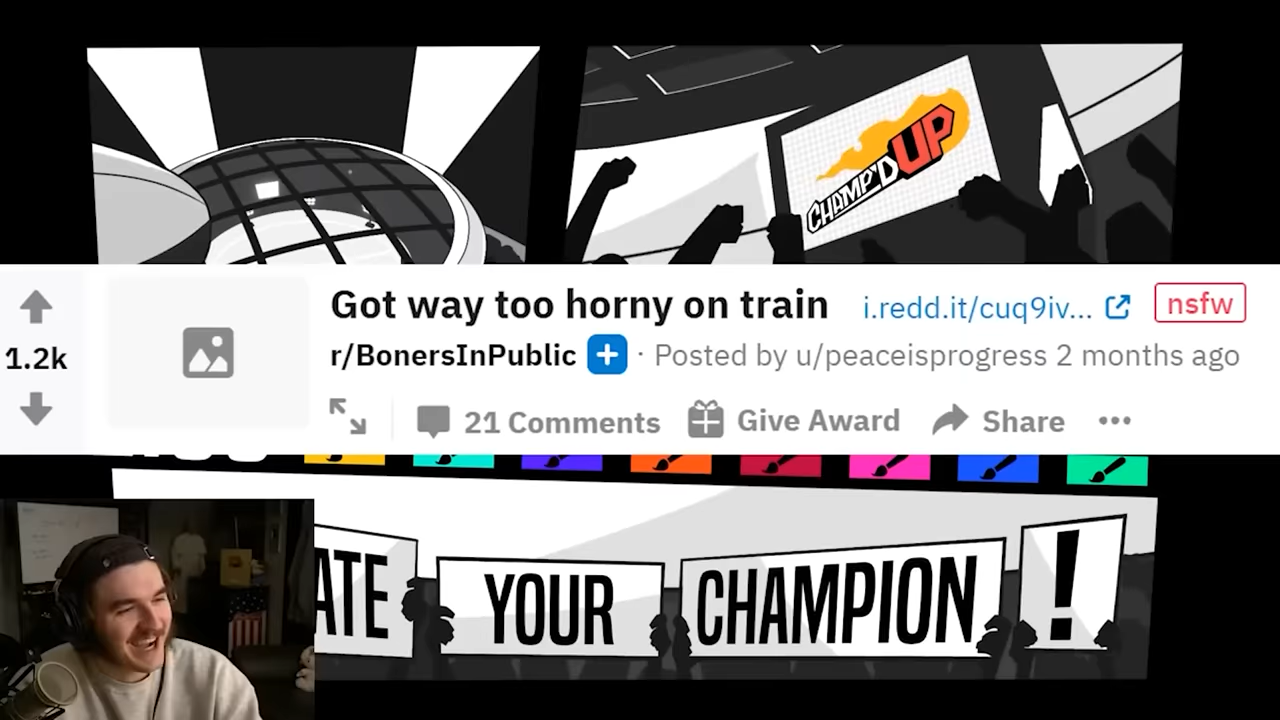 CHAMP'D UP
Got way too horny on train i.redd.it/cuq9iv... nsfw
1.2k
r/BonersInPublic + · Posted by u/peaceisprogress 2 months ago
21 Comments Give Award Share ...
ATE YOUR CHAMPION !